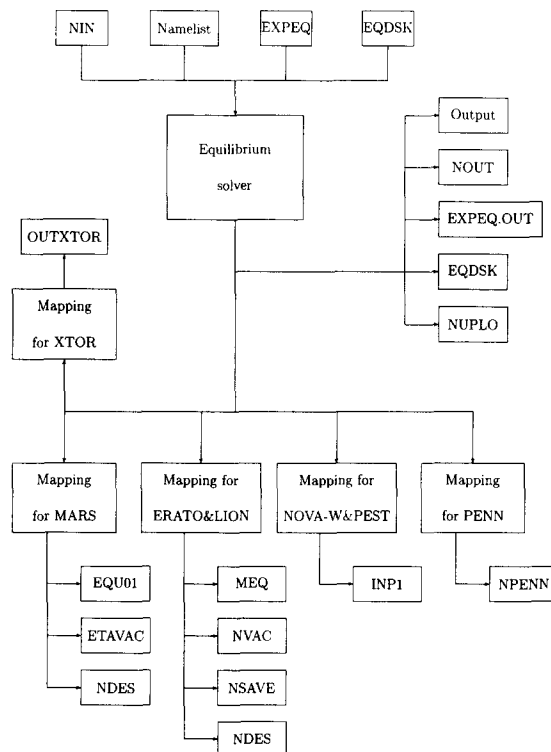 NIN
Namelist
EXPEQ
EQDSK
Equilibrium
solver
Output
NOUT
EXPEQ.OUT
EQDSK
NUPLO
OUTXTOR
Mapping
for XTOR
Mapping
for MARS
Mapping for
ERATO&LION
Mapping for
NOVA-W&PEST
Mapping
for PENN
EQU01
ETAVAC
NDES
MEQ
NVAC
NSAVE
NDES
INP1
NPENN